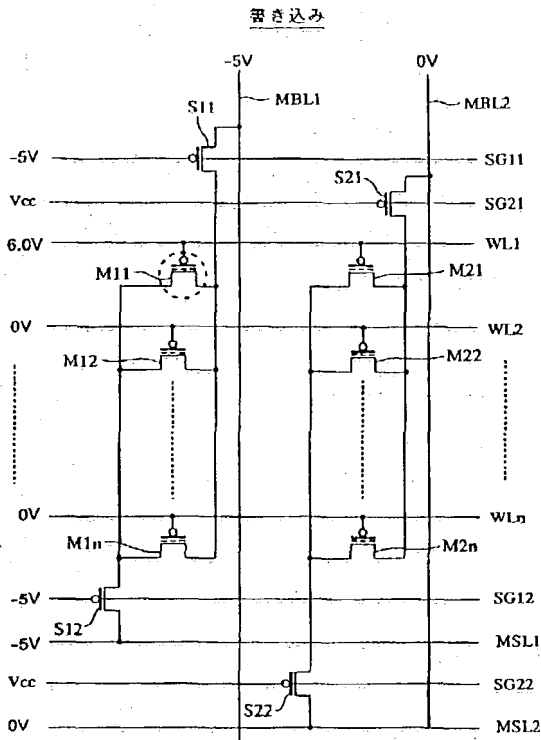 書き込み
-5V 0V
MBL1 MBL2
S11
-5V SG11
S21
Vcc SG21
6.0V WL1
M11 M21
0V WL2
M12 M22
0V WLn
M1n M2n
-5V SG12
S12
-5V MSL1
Vcc SG22
S22
0V MSL2